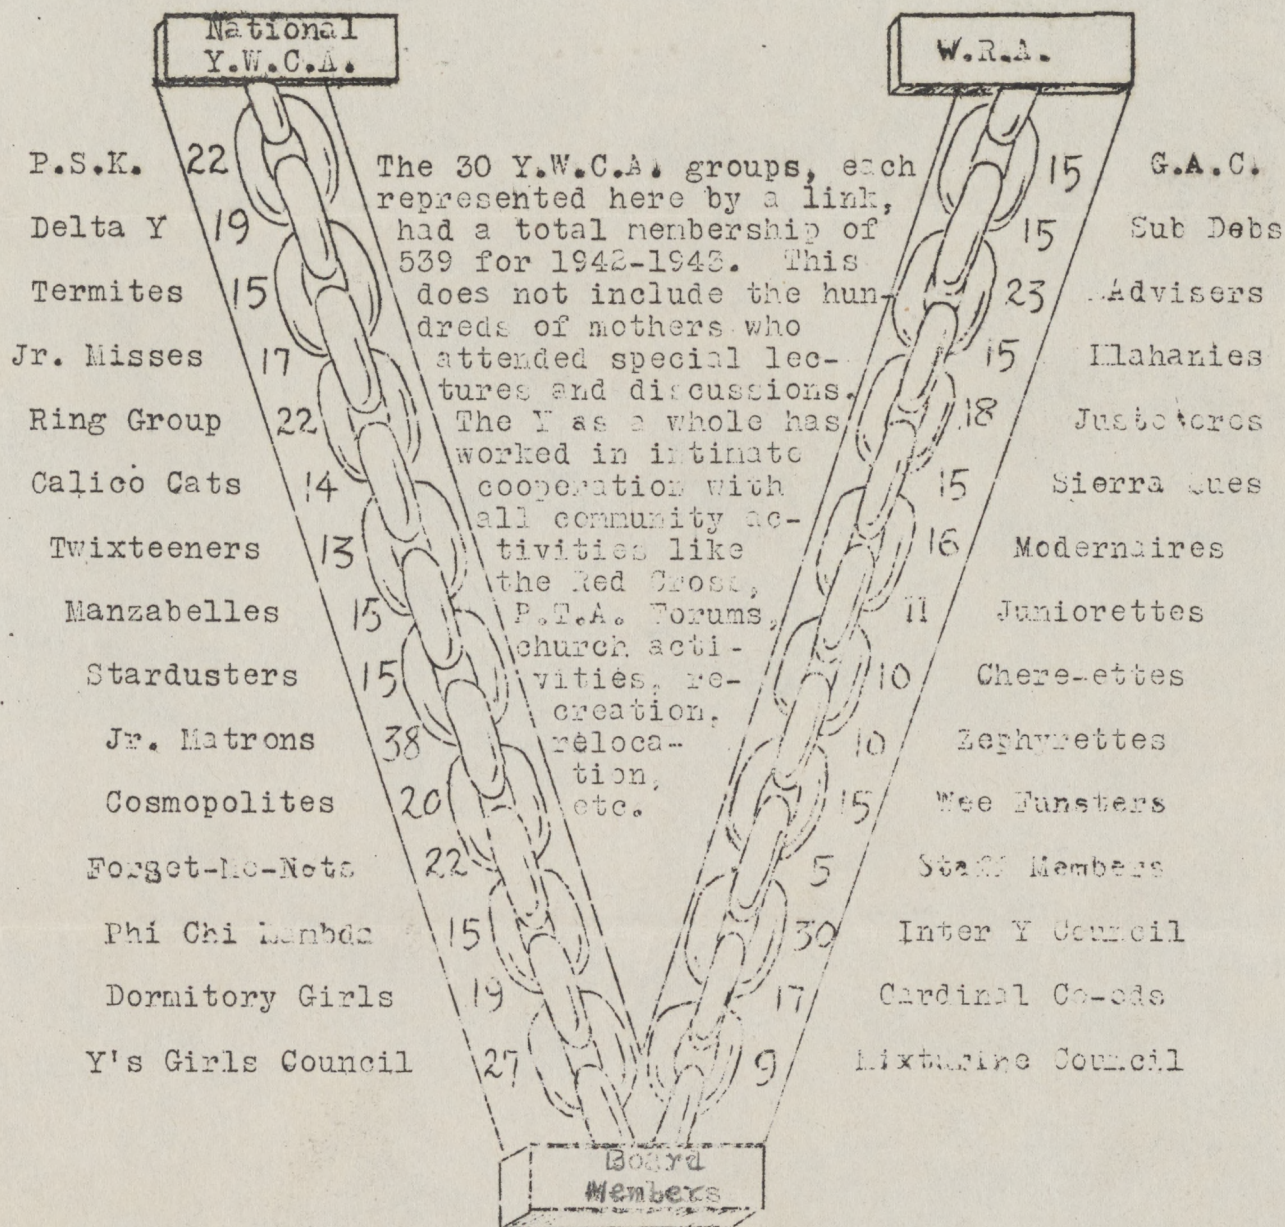 National
Y.W.C.A.
W.R.A.
P.S.K. 22
Delta Y 19
Termites 15
Jr. Misses 17
Ring Group 22
Calico Cats 14
Twixteeners 13
Manzabelles 15
Stardusters 15
Jr. Matrons 38
Cosmopolites 20
Forget-Me-Nots 22
Phi Chi Lambda 15
Dormitory Girls 19
Y's Girls Council 27
The 30 Y.W.C.A. groups, each
represented here by a link,
had a total membership of
539 for 1942-1943. This
does not include the hun-
dreds of mothers who
attended special lec-
tures and discussions.
The Y as a whole has
worked in intimate
cooperation with
all community ac-
tivities like
the Red Cross,
P.T.A. Forums,
church acti-
vities, re-
creation,
reloca-
tion,
etc.
15 G.A.C.
15 Sub Debs
23 Advisers
15 Illahanies
18
15 Sierra
16 Modernaires
11 Juniorettes
10 Chere-ettes
10 Zephyrettes
15 Wee Funsters
5 Staff Members
30 Inter Y Council
17 Cardinal Co-eds
9 Council
Board
Members